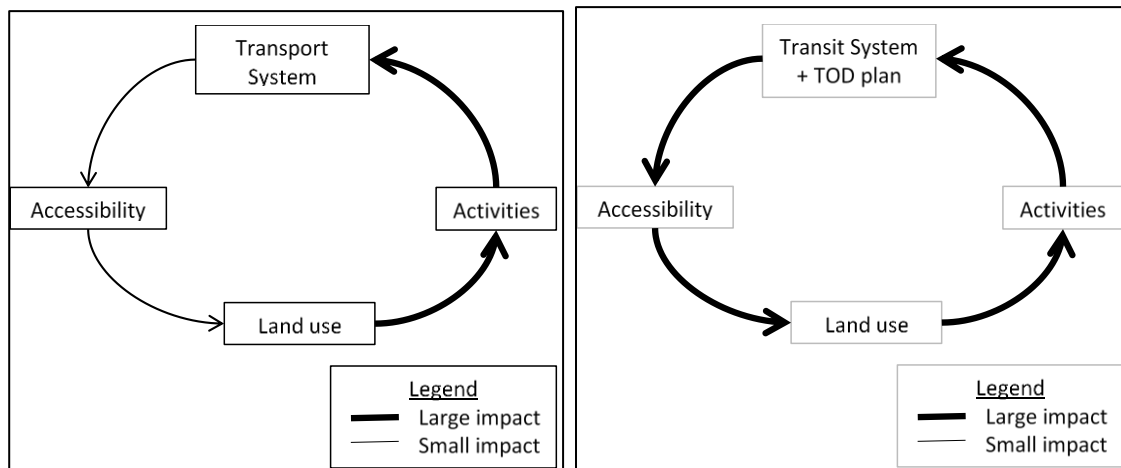 Transport
System
Accessibility
Activities
Land use
Legend
Large impact
Small impact
Transit System
+ TOD plan
Accessibility
Activities
Land use
Legend
Large impact
Small impact